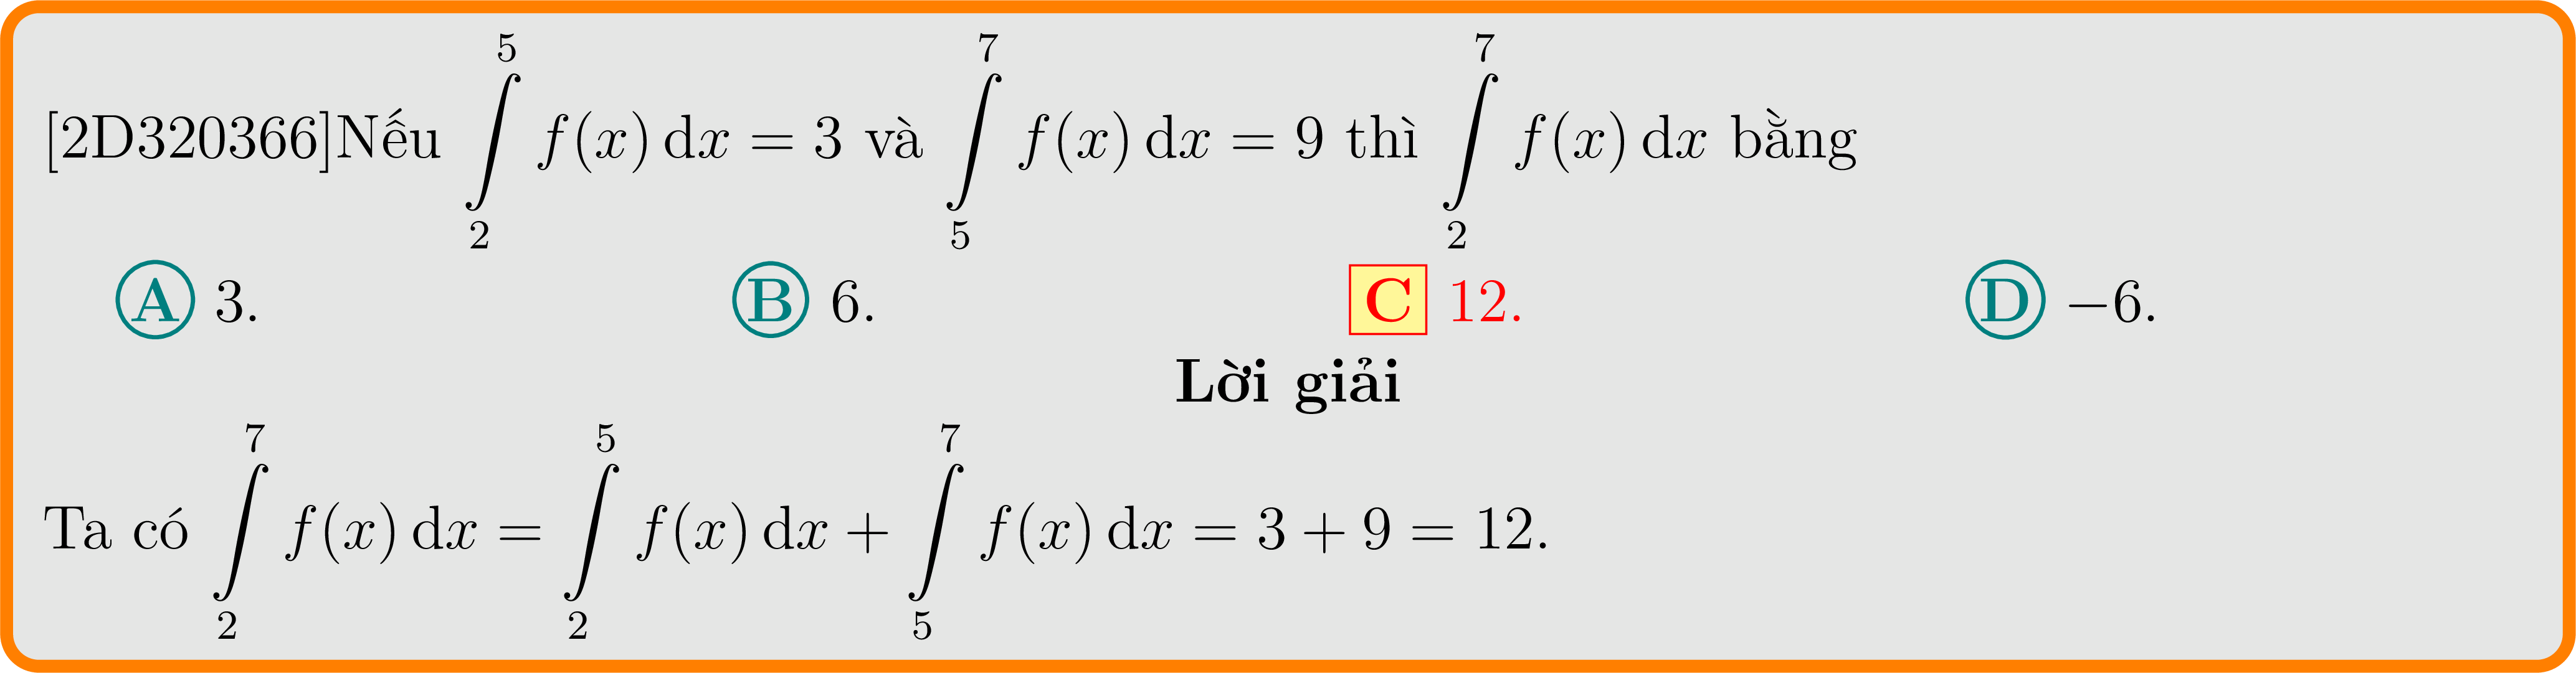 [2D320366]Nếu $\int\limits_{2}^{5} f(x)\,\mathrm{d}x = 3$ và $\int\limits_{5}^{7} f(x)\,\mathrm{d}x = 9$ thì $\int\limits_{2}^{7} f(x)\,\mathrm{d}x$ bằng
A 3. B 6. C 12. D −6.
Lời giải
Ta có $\int\limits_{2}^{7} f(x)\,\mathrm{d}x = \int\limits_{2}^{5} f(x)\,\mathrm{d}x + \int\limits_{5}^{7} f(x)\,\mathrm{d}x = 3 + 9 = 12.$